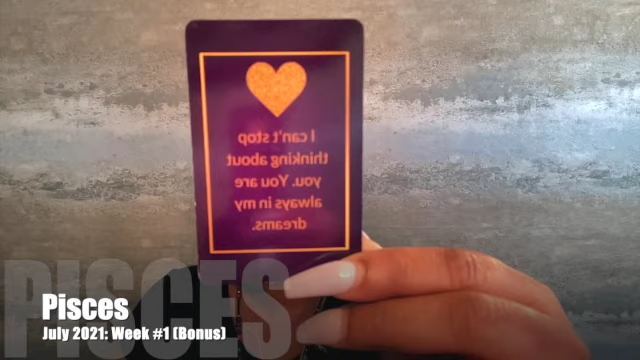 I can't stop
thinking about
you. You are
always in my
dreams.
PISCES
Pisces
July 2021: Week #1 (Bonus)